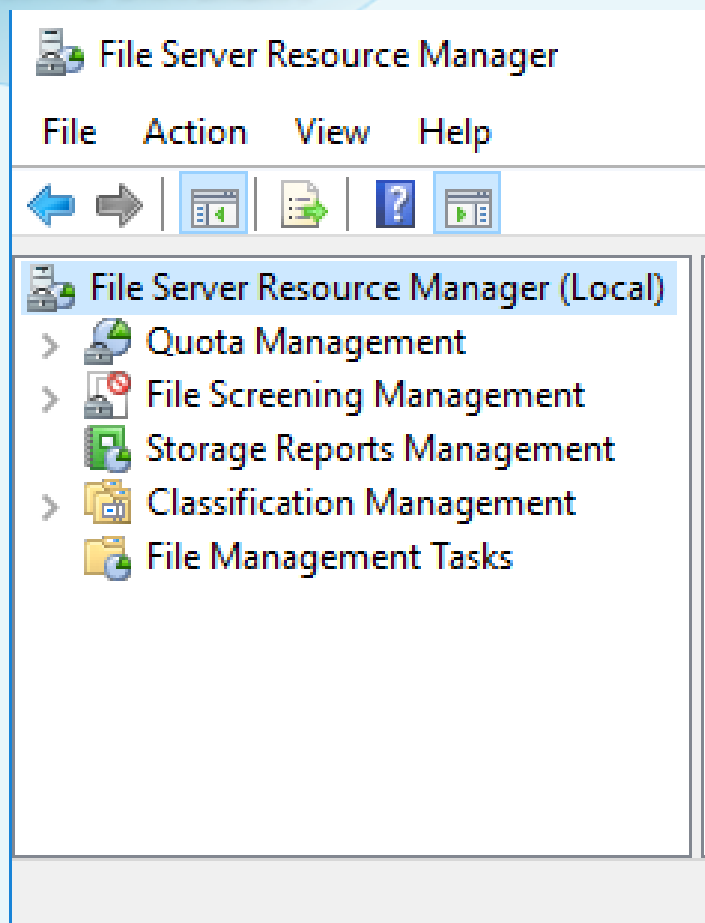 File Server Resource Manager
File Action View Help
?
File Server Resource Manager (Local)
Quota Management
File Screening Management
Storage Reports Management
Classification Management
File Management Tasks